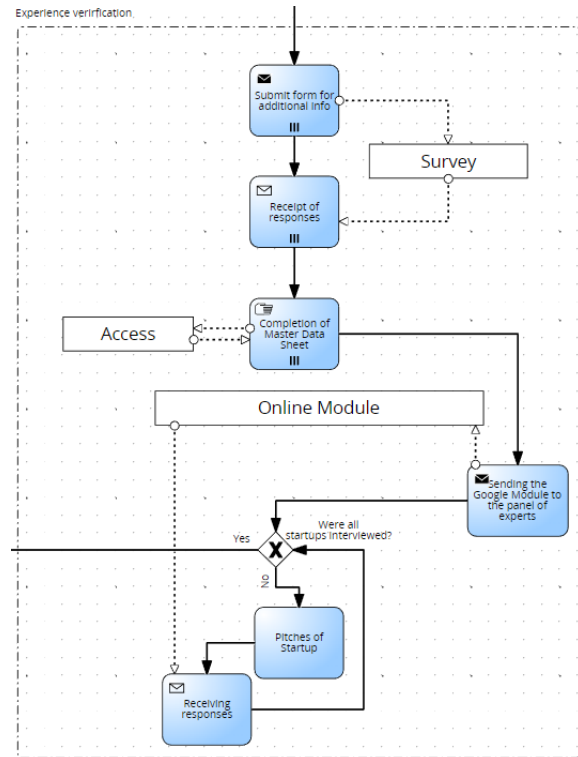 Experience verirfication
Submit form for
additional info
Survey
Receipt of
responses
Completion of
Master Data
Sheet
Access
Online Module
Sending the
Google Module to
the panel of
experts
Were all
startups interviewed?
Yes
No
Pitches of
Startup
Receiving
responses